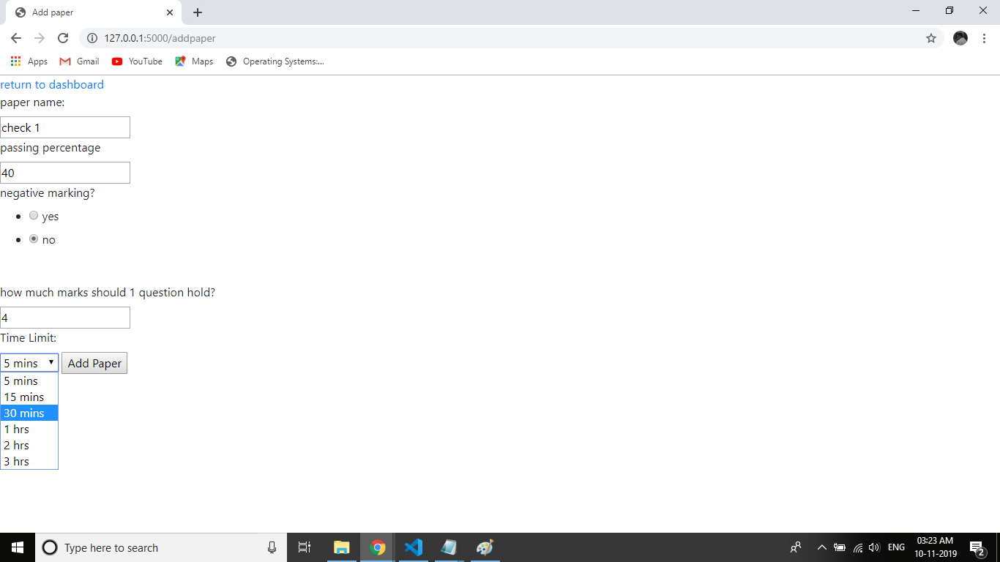 Add paper
127.0.0.1:5000/addpaper
Apps Gmail YouTube Maps Operating Systems:...
return to dashboard
paper name:
check 1
passing percentage
40
negative marking?
yes
no
how much marks should 1 question hold?
4
Time Limit:
5 mins Add Paper
5 mins
15 mins
30 mins
1 hrs
2 hrs
3 hrs
Type here to search ENG 03:23 AM
10-11-2019 2